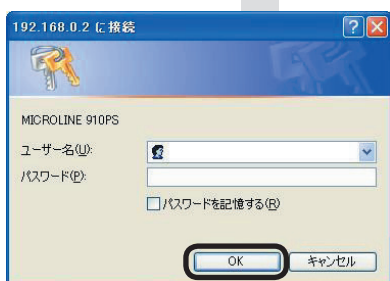 192.168.0.2 に接続
MICROLINE 910PS
ユーザー名(U):
パスワード(P):
パスワードを記憶する(R)
OK
キャンセル